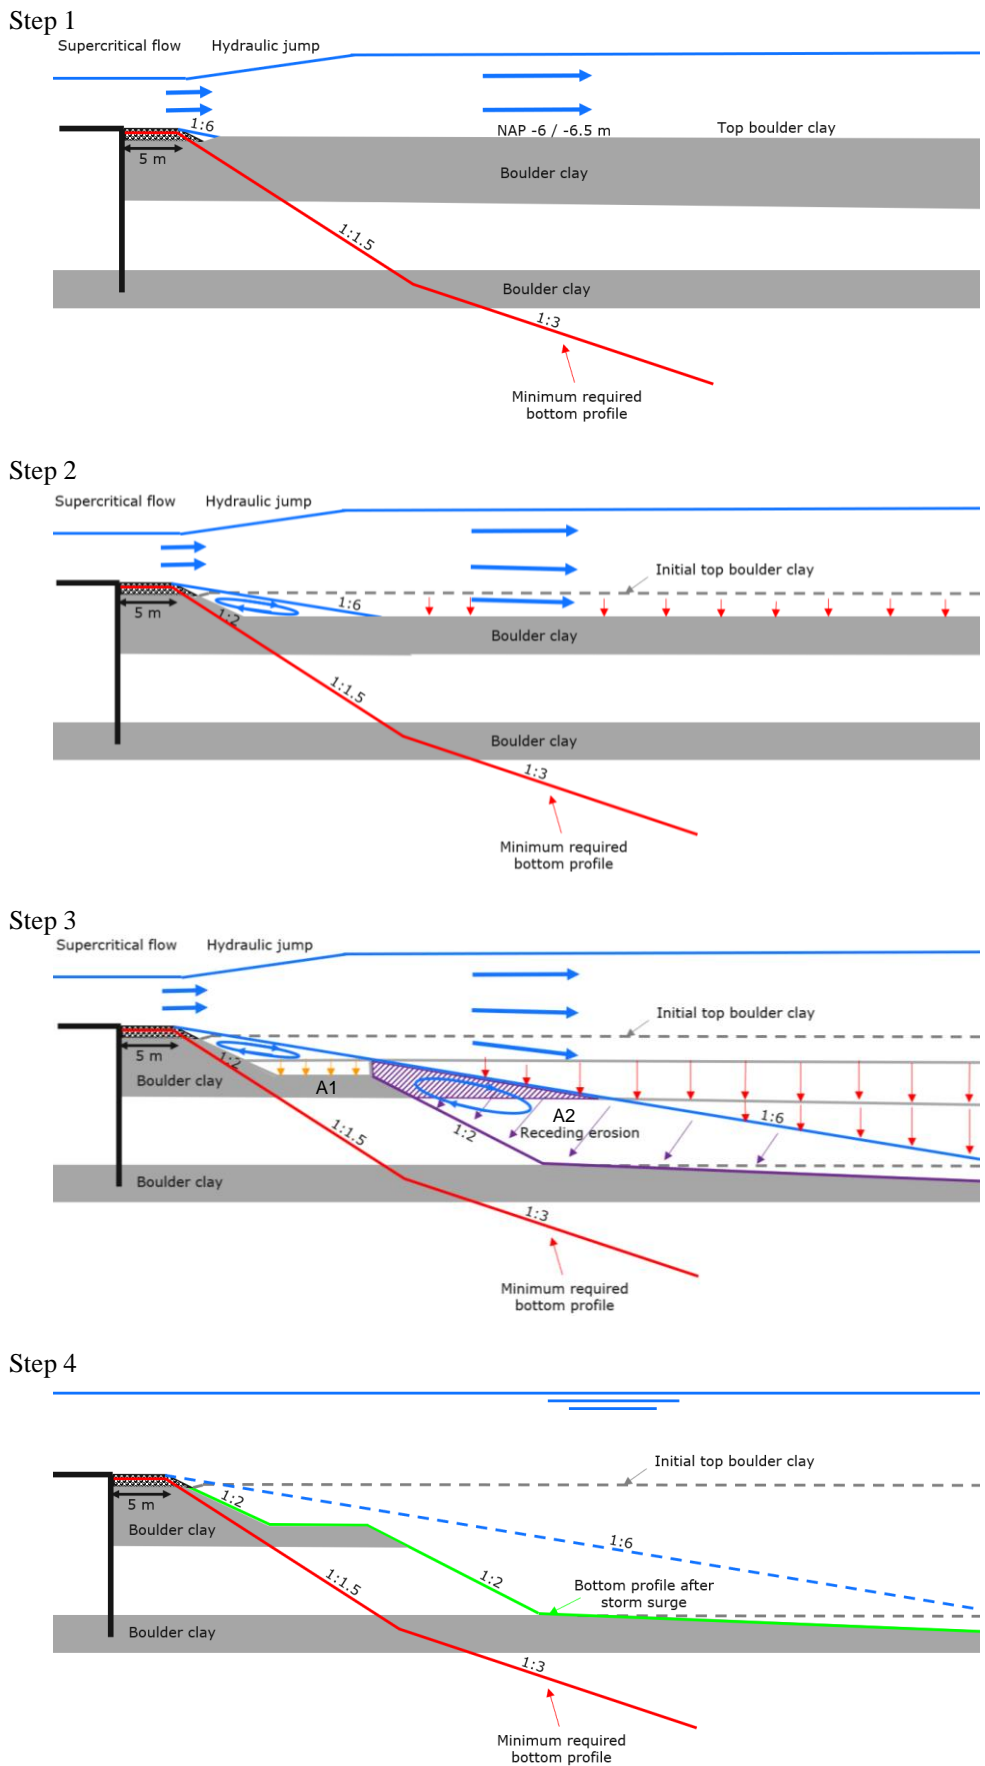 Step 1
Supercritical flow
Hydraulic jump
1:6
NAP -6 / -6.5 m
Top boulder clay
5 m
Boulder clay
1:1.5
Boulder clay
1:3
Minimum required
bottom profile
Step 2
Supercritical flow
Hydraulic jump
Initial top boulder clay
5 m
1:2
1:6
Boulder clay
1:1.5
Boulder clay
1:3
Minimum required
bottom profile
Step 3
Supercritical flow
Hydraulic jump
Initial top boulder clay
5 m
1:2
Boulder clay
A1
A2
1:6
1:1.5
1:2
Receding erosion
Boulder clay
1:3
Minimum required
bottom profile
Step 4
Initial top boulder clay
5 m
1:2
Boulder clay
1:6
1:1.5
1:2
Bottom profile after
storm surge
Boulder clay
1:3
Minimum required
bottom profile